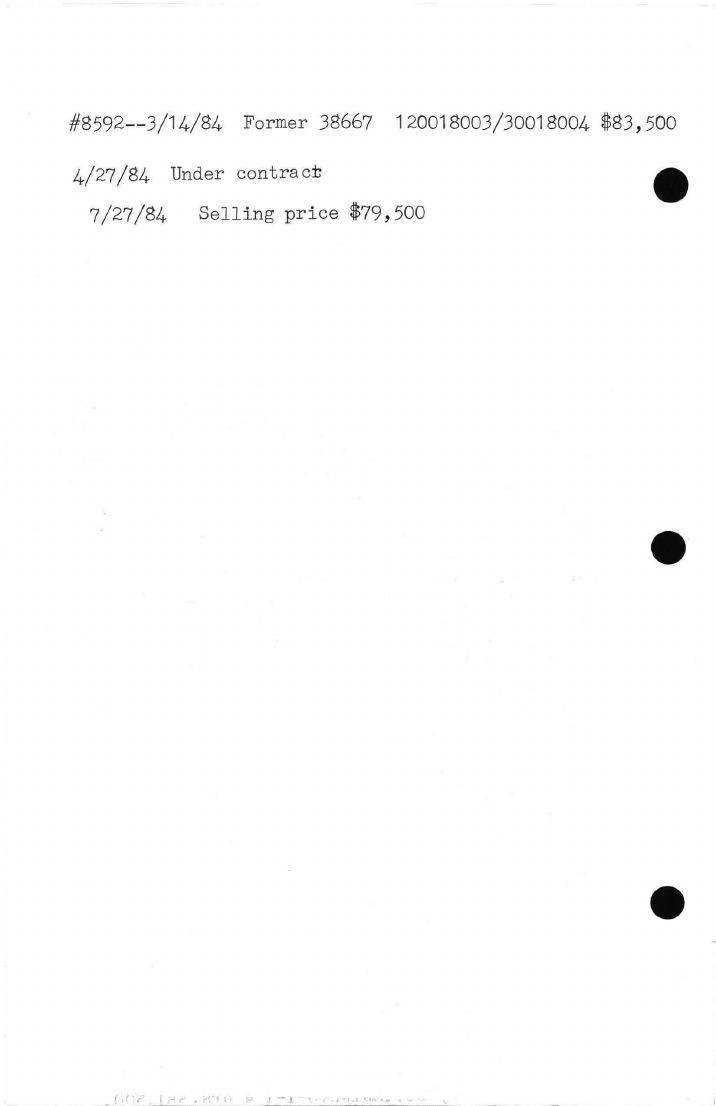 #8592--3/14/84 Former 38667 120018003/30018004 $83,500
4/27/84 Under contract
7/27/84 Selling price $79,500